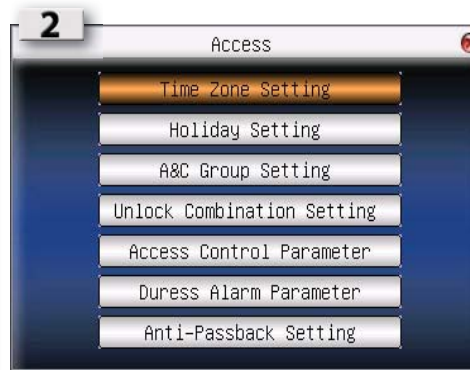 2
Access
Time Zone Setting
Holiday Setting
A&C Group Setting
Unlock Combination Setting
Access Control Parameter
Duress Alarm Parameter
Anti-Passback Setting